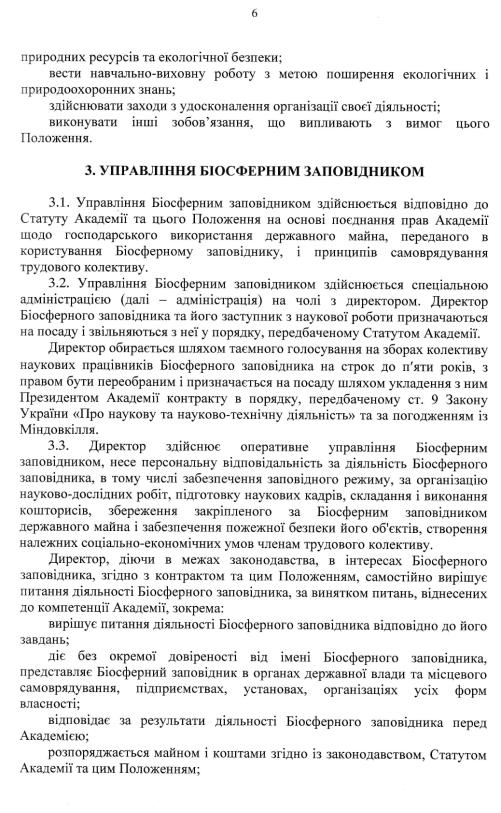 6
природних ресурсів та екологічної безпеки;
вести навчально-виховну роботу з метою поширення екологічних і
природоохоронних знань;
здійснювати заходи з удосконалення організації своєї діяльності;
виконувати інші зобов’язання, що випливають з вимог цього
Положення.
3. УПРАВЛІННЯ БІОСФЕРНИМ ЗАПОВІДНИКОМ
3.1. Управління Біосферним заповідником здійснюється відповідно до
Статуту Академії та цього Положення на основі поєднання прав Академії
щодо господарського використання державного майна, переданого в
користування Біосферному заповіднику, і принципів самоврядування
трудового колективу.
3.2. Управління Біосферним заповідником здійснюється спеціальною
адміністрацією (далі – адміністрація) на чолі з директором. Директор
Біосферного заповідника та його заступник з наукової роботи призначаються
на посаду і звільняються з неї у порядку, передбаченому Статутом Академії.
Директор обирається шляхом таємного голосування на зборах колективу
наукових працівників Біосферного заповідника на строк до п'яти років, з
правом бути переобраним і призначається на посаду шляхом укладення з ним
Президентом Академії контракту в порядку, передбаченому ст. 9 Закону
України «Про наукову та науково-технічну діяльність» та за погодженням із
Міндовкілля.
3.3. Директор здійснює оперативне управління Біосферним
заповідником, несе персональну відповідальність за діяльність Біосферного
заповідника, в тому числі забезпечення заповідного режиму, за організацію
науково-дослідних робіт, підготовку наукових кадрів, складання і виконання
кошторисів, збереження закріпленого за Біосферним заповідником
державного майна і забезпечення пожежної безпеки його об'єктів, створення
належних соціально-економічних умов членам трудового колективу.
Директор, діючи в межах законодавства, в інтересах Біосферного
заповідника, згідно з контрактом та цим Положенням, самостійно вирішує
питання діяльності Біосферного заповідника, за винятком питань, віднесених
до компетенції Академії, зокрема:
вирішує питання діяльності Біосферного заповідника відповідно до його
завдань;
діє без окремої довіреності від імені Біосферного заповідника,
представляє Біосферний заповідник в органах державної влади та місцевого
самоврядування, підприємствах, установах, організаціях усіх форм
власності;
відповідає за результати діяльності Біосферного заповідника перед
Академією;
розпоряджається майном і коштами згідно із законодавством, Статутом
Академії та цим Положенням;